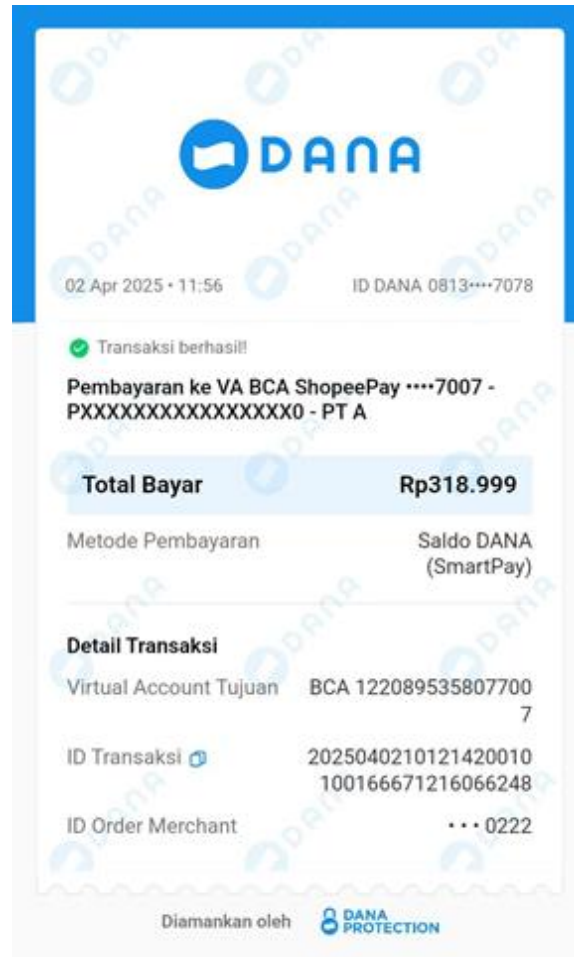 DANA
02 Apr 2025 • 11:56 ID DANA 0813••••7078
Transaksi berhasil!
Pembayaran ke VA BCA ShopeePay ••••7007 -
PXXXXXXXXXXXXXXXX0 - PT A
Total Bayar Rp318.999
Metode Pembayaran Saldo DANA
(SmartPay)
Detail Transaksi
Virtual Account Tujuan BCA 122089535807700
7
ID Transaksi 2025040210121420010
100166671216066248
ID Order Merchant • • • 0222
Diamankan oleh DANA
PROTECTION